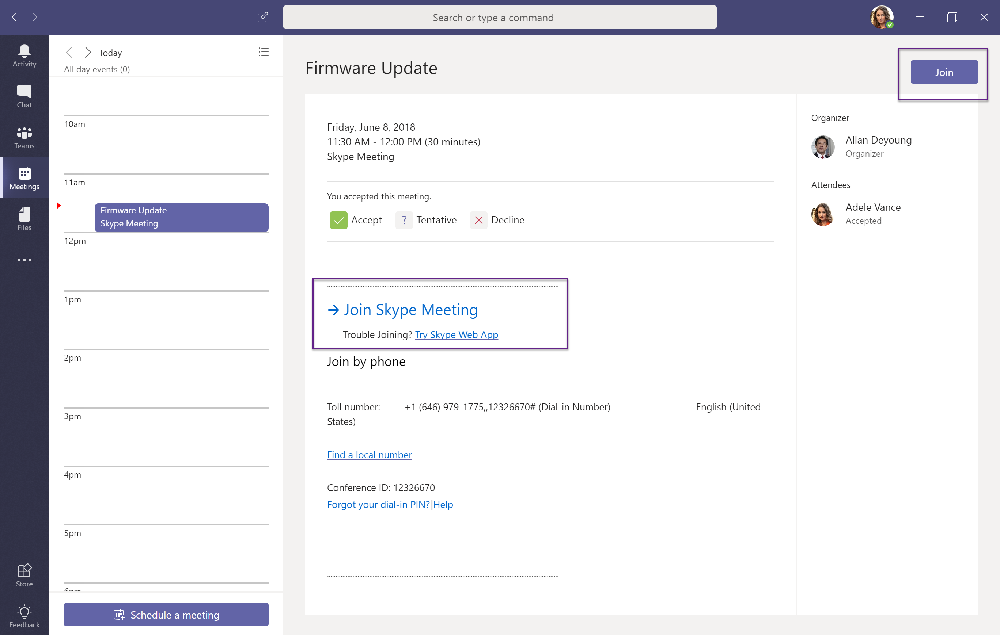 Search or type a command
Activity
Chat
Teams
Meetings
Files
Store
Feedback
Today
All day events (0)
10am
11am
Firmware Update
Skype Meeting
12pm
1pm
2pm
3pm
4pm
5pm
6pm
Schedule a meeting
Firmware Update
Join
Friday, June 8, 2018
11:30 AM - 12:00 PM (30 minutes)
Skype Meeting
You accepted this meeting.
Accept
? Tentative
Decline
→ Join Skype Meeting
Trouble Joining? Try Skype Web App
Join by phone
Toll number: +1 (646) 979-1775,,12326670# (Dial-in Number) English (United
States)
Find a local number
Conference ID: 12326670
Forgot your dial-in PIN?|Help
Organizer
Allan Deyoung
Organizer
Attendees
Adele Vance
Accepted